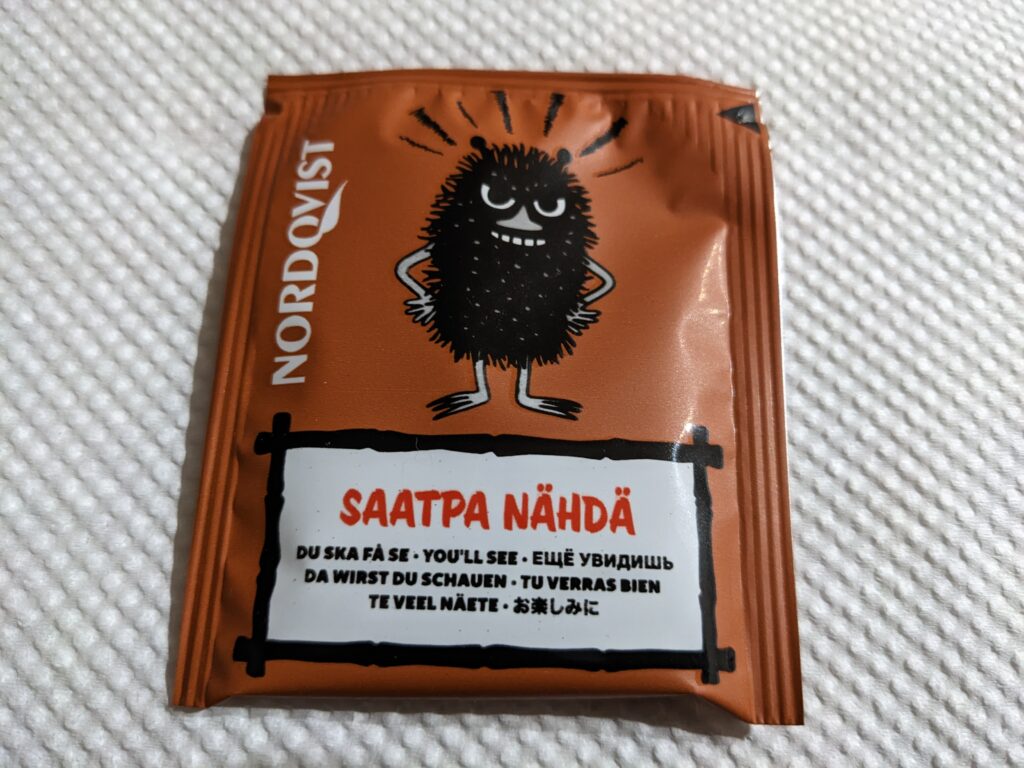 NORDQVIST
SAATPA NÄHDÄ
DU SKA FÅ SE • YOU'LL SEE • ЕЩЁ УВИДИШЬ
DA WIRST DU SCHAUEN • TU VERRAS BIEN
TE VEEL NÄETE • お楽しみに